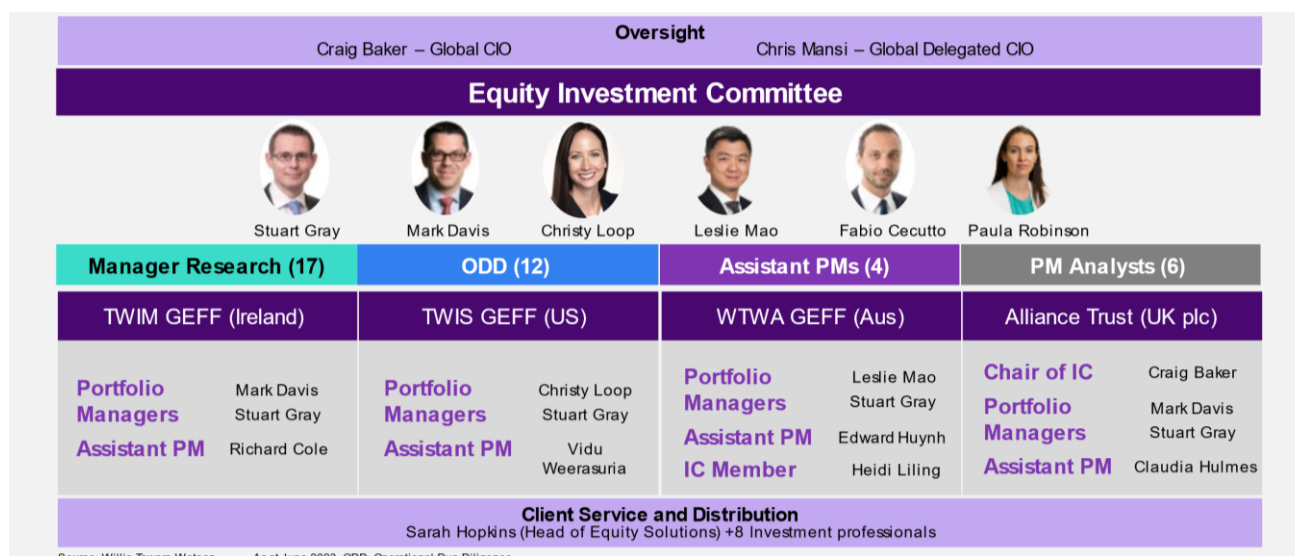 Oversight
Craig Baker – Global CIO
Chris Mansi – Global Delegated CIO
Equity Investment Committee
Stuart Gray
Mark Davis
Christy Loop
Leslie Mao
Fabio Cecutto
Paula Robinson
Manager Research (17)
ODD (12)
Assistant PMs (4)
PM Analysts (6)
TWIM GEFF (Ireland)
TWIS GEFF (US)
WTWA GEFF (Aus)
Alliance Trust (UK plc)
Portfolio
Managers
Mark Davis
Stuart Gray
Assistant PM
Richard Cole
Portfolio
Managers
Christy Loop
Stuart Gray
Assistant PM
Vidu
Weerasuria
Portfolio
Managers
Leslie Mao
Stuart Gray
Assistant PM
Edward Huynh
IC Member
Heidi Liling
Chair of IC
Craig Baker
Portfolio
Managers
Mark Davis
Stuart Gray
Assistant PM
Claudia Hulmes
Client Service and Distribution
Sarah Hopkins (Head of Equity Solutions) +8 Investment professionals